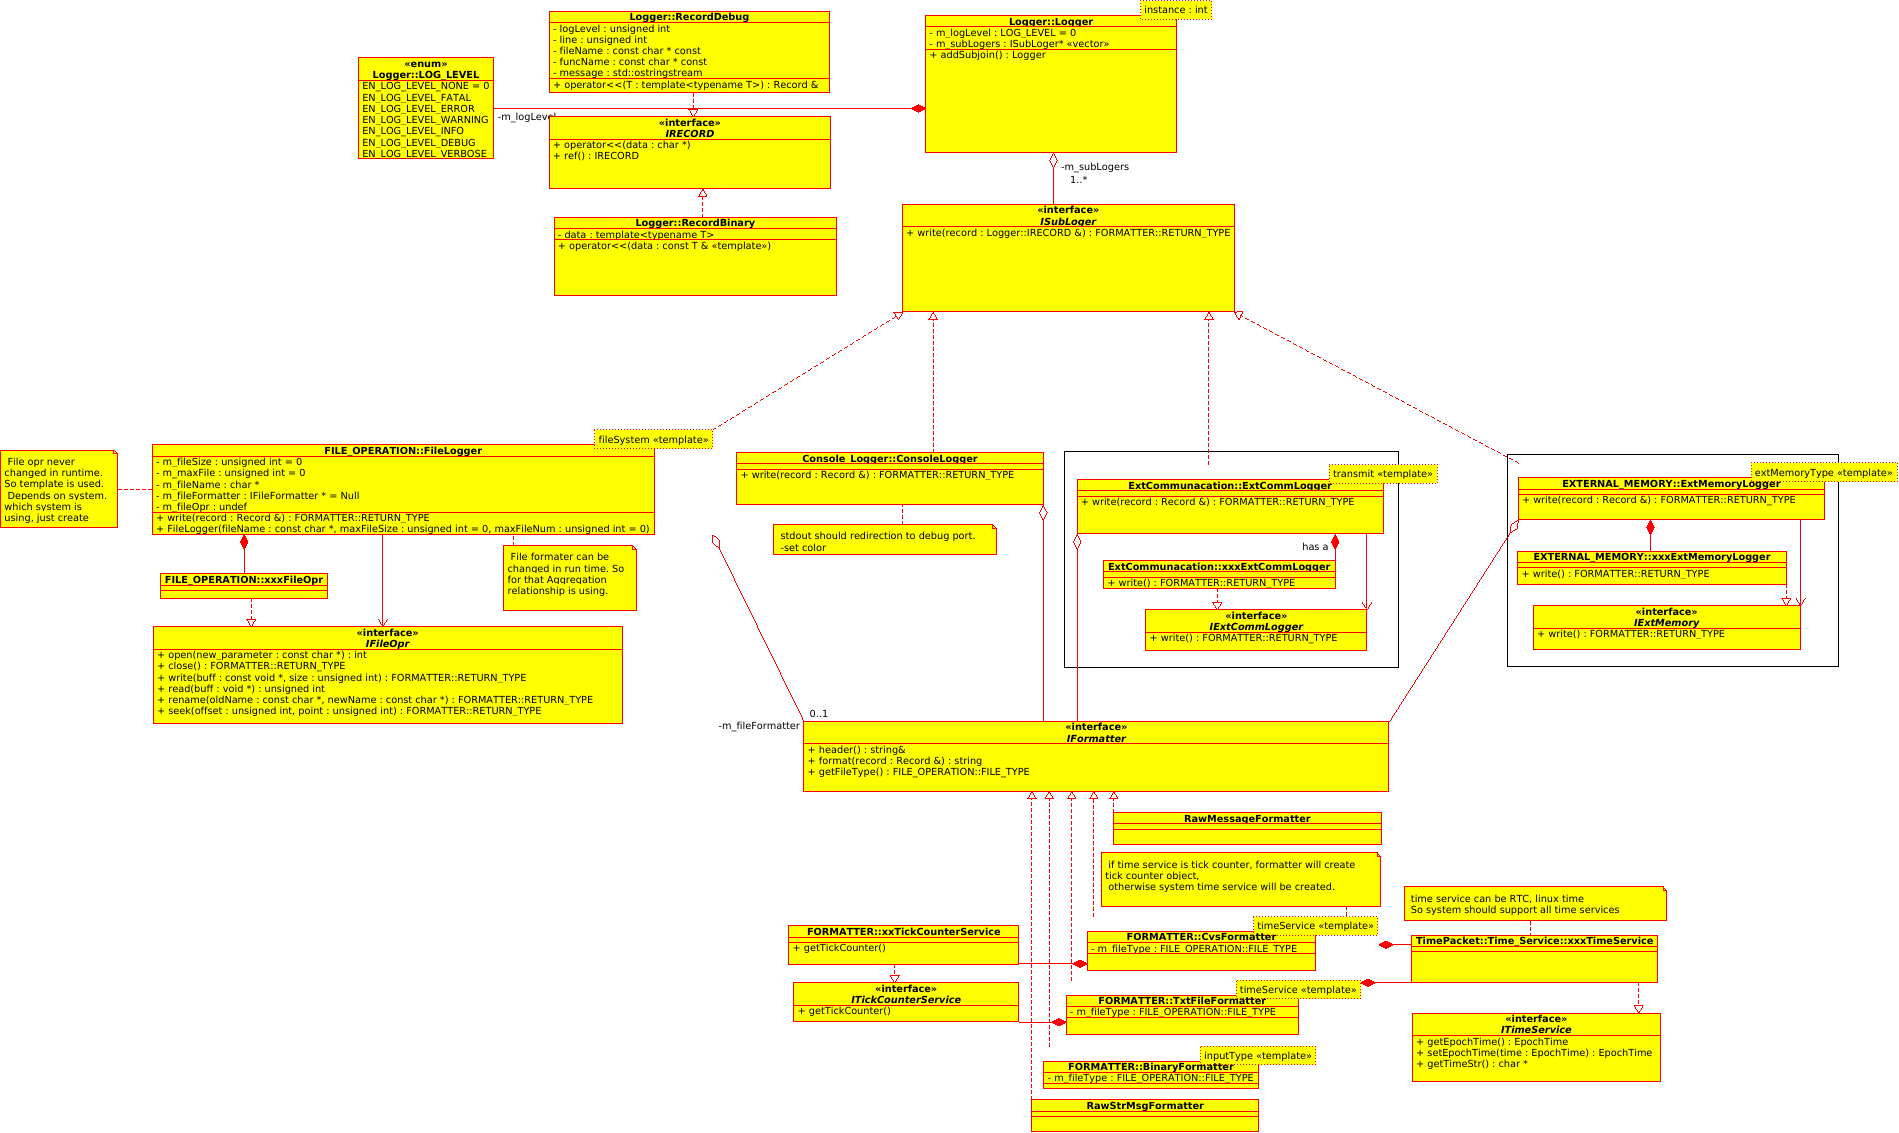 instance : int
Logger::RecordDebug
- logLevel : unsigned int
- line : unsigned int
- fileName : const char * const
- funcName : const char * const
- message : std::ostringstream
+ operator<<(T : template<typename T>) : Record &
Logger::Logger
- m_logLevel : LOG_LEVEL = 0
- m_subLogers : ISubLoger* «vector»
+ addSubjoin() : Logger
«enum»
Logger::LOG_LEVEL
EN_LOG_LEVEL_NONE = 0
EN_LOG_LEVEL_FATAL
EN_LOG_LEVEL_ERROR
EN_LOG_LEVEL_WARNING
EN_LOG_LEVEL_INFO
EN_LOG_LEVEL_DEBUG
EN_LOG_LEVEL_VERBOSE
-m_logLevel
«interface»
IRECORD
+ operator<<(data : char *)
+ ref() : IRECORD
Logger::RecordBinary
- data : template<typename T>
+ operator<<(data : const T & «template»)
-m_subLogers
1..*
«interface»
ISubLoger
+ write(record : Logger::IRECORD &) : FORMATTER::RETURN_TYPE
File opr never
changed in runtime.
So template is used.
Depends on system.
which system is
using, just create
fileSystem «template»
FILE_OPERATION::FileLogger
- m_fileSize : unsigned int = 0
- m_maxFile : unsigned int = 0
- m_fileName : char *
- m_fileFormatter : IFileFormatter * = Null
- m_fileOpr : undef
+ write(record : Record &) : FORMATTER::RETURN_TYPE
+ FileLogger(fileName : const char *, maxFileSize : unsigned int = 0, maxFileNum : unsigned int = 0)
File formater can be
changed in run time. So
for that Aggregation
relationship is using.
FILE_OPERATION::xxxFileOpr
«interface»
IFileOpr
+ open(new_parameter : const char *) : int
+ close() : FORMATTER::RETURN_TYPE
+ write(buff : const void *, size : unsigned int) : FORMATTER::RETURN_TYPE
+ read(buff : void *) : unsigned int
+ rename(oldName : const char *, newName : const char *) : FORMATTER::RETURN_TYPE
+ seek(offset : unsigned int, point : unsigned int) : FORMATTER::RETURN_TYPE
Console_Logger::ConsoleLogger
+ write(record : Record &) : FORMATTER::RETURN_TYPE
stdout should redirection to debug port.
-set color
transmit «template»
ExtCommunacation::ExtCommLogger
+ write(record : Record &) : FORMATTER::RETURN_TYPE
has a
ExtCommunacation::xxxExtCommLogger
+ write() : FORMATTER::RETURN_TYPE
«interface»
IExtCommLogger
+ write() : FORMATTER::RETURN_TYPE
extMemoryType «template»
EXTERNAL_MEMORY::ExtMemoryLogger
+ write(record : Record &) : FORMATTER::RETURN_TYPE
EXTERNAL_MEMORY::xxxExtMemoryLogger
+ write() : FORMATTER::RETURN_TYPE
«interface»
IExtMemory
+ write() : FORMATTER::RETURN_TYPE
0..1
-m_fileFormatter
«interface»
IFormatter
+ header() : string&
+ format(record : Record &) : string
+ getFileType() : FILE_OPERATION::FILE_TYPE
RawMessageFormatter
if time service is tick counter, formatter will create
tick counter object,
otherwise system time service will be created.
time service can be RTC, linux time
So system should support all time services
FORMATTER::xxTickCounterService
+ getTickCounter()
«interface»
ITickCounterService
+ getTickCounter()
timeService «template»
FORMATTER::CvsFormatter
- m_fileType : FILE_OPERATION::FILE_TYPE
TimePacket::Time_Service::xxxTimeService
timeService «template»
FORMATTER::TxtFileFormatter
- m_fileType : FILE_OPERATION::FILE_TYPE
«interface»
ITimeService
+ getEpochTime() : EpochTime
+ setEpochTime(time : EpochTime) : EpochTime
+ getTimeStr() : char *
inputType «template»
FORMATTER::BinaryFormatter
- m_fileType : FILE_OPERATION::FILE_TYPE
RawStrMsgFormatter